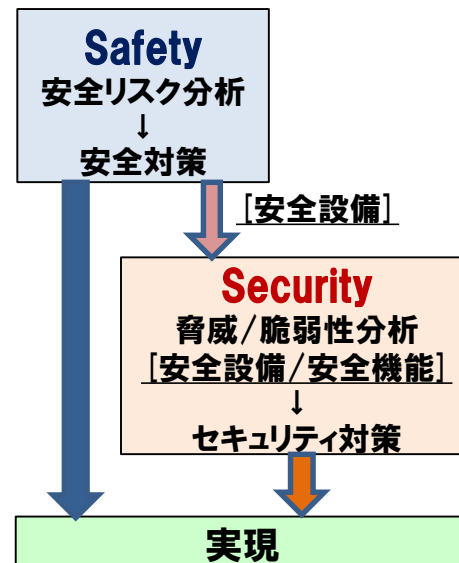 Safety
安全リスク分析
↓
安全対策
[安全設備]
Security
脅威/脆弱性分析
[安全設備/安全機能]
↓
セキュリティ対策
実現